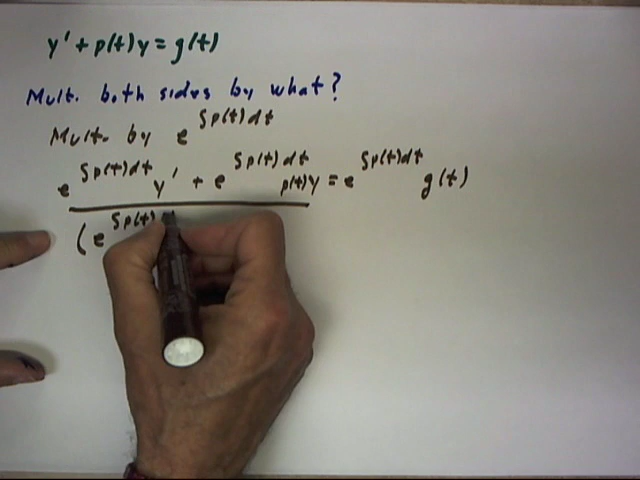 y' + p(t)y = g(t)
Mult. both sides by what?
Mult. by e^∫p(t)dt
e^∫p(t)dt y' + e^∫p(t)dt p(t)y = e^∫p(t)dt g(t)
(e^∫p(t)